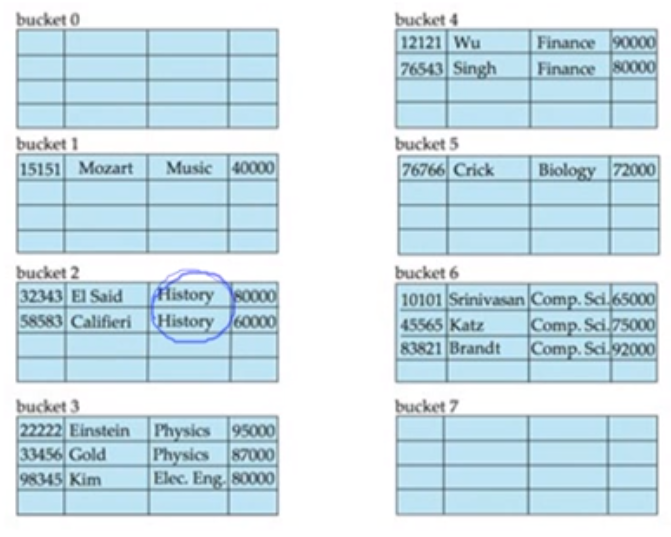 bucket 0
bucket 1
15151 Mozart Music 40000
bucket 2
32343 El Said History 80000
58583 Califieri History 60000
bucket 3
22222 Einstein Physics 95000
33456 Gold Physics 87000
98345 Kim Elec. Eng. 80000
bucket 4
12121 Wu Finance 90000
76543 Singh Finance 80000
bucket 5
76766 Crick Biology 72000
bucket 6
10101 Srinivasan Comp. Sci. 65000
45565 Katz Comp. Sci. 75000
83821 Brandt Comp. Sci. 92000
bucket 7